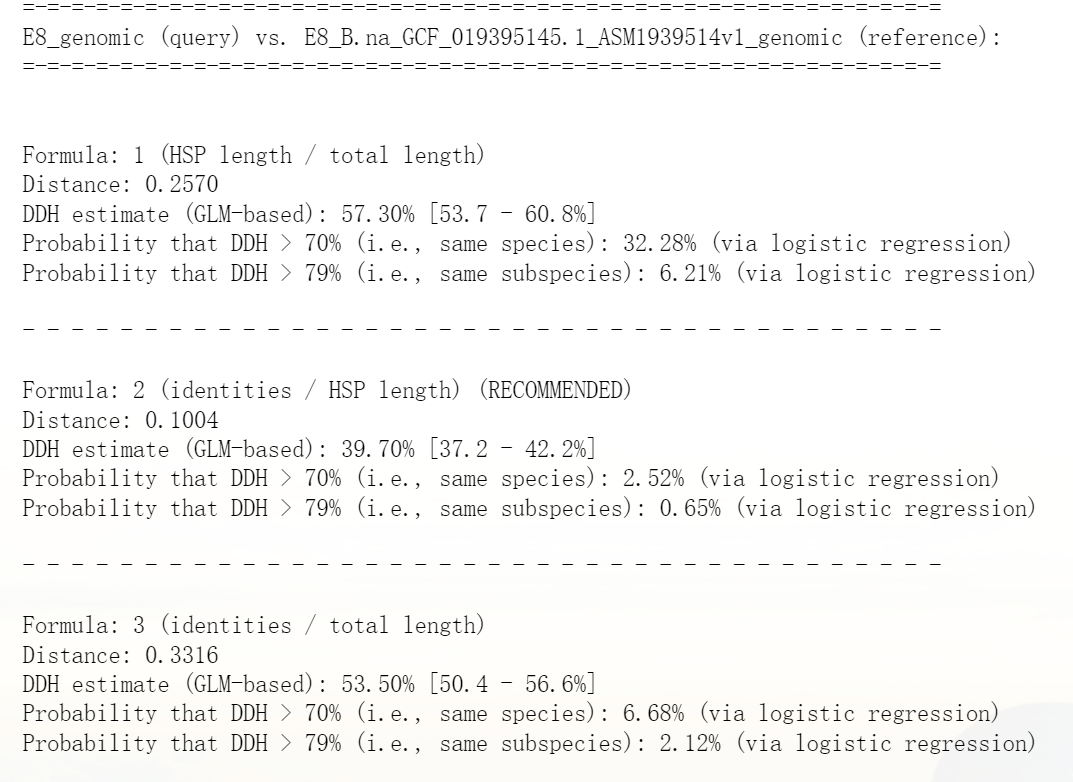 =-=-=-=-=-=-=-=-=-=-=-=-=-=-=-=-=-=-=-=-=-=-=-=-=-=-=-=-=-=-=-=-=-=-=-=-=-=
E8_genomic (query) vs. E8_B.na_GCF_019395145.1_ASM1939514v1_genomic (reference):
=-=-=-=-=-=-=-=-=-=-=-=-=-=-=-=-=-=-=-=-=-=-=-=-=-=-=-=-=-=-=-=-=-=-=-=-=-=
Formula: 1 (HSP length / total length)
Distance: 0.2570
DDH estimate (GLM-based): 57.30% [53.7 - 60.8%]
Probability that DDH > 70% (i.e., same species): 32.28% (via logistic regression)
Probability that DDH > 79% (i.e., same subspecies): 6.21% (via logistic regression)
- - - - - - - - - - - - - - - - - - - - - - - - - - - - - - - - - - - - - -
Formula: 2 (identities / HSP length) (RECOMMENDED)
Distance: 0.1004
DDH estimate (GLM-based): 39.70% [37.2 - 42.2%]
Probability that DDH > 70% (i.e., same species): 2.52% (via logistic regression)
Probability that DDH > 79% (i.e., same subspecies): 0.65% (via logistic regression)
- - - - - - - - - - - - - - - - - - - - - - - - - - - - - - - - - - - - - -
Formula: 3 (identities / total length)
Distance: 0.3316
DDH estimate (GLM-based): 53.50% [50.4 - 56.6%]
Probability that DDH > 70% (i.e., same species): 6.68% (via logistic regression)
Probability that DDH > 79% (i.e., same subspecies): 2.12% (via logistic regression)